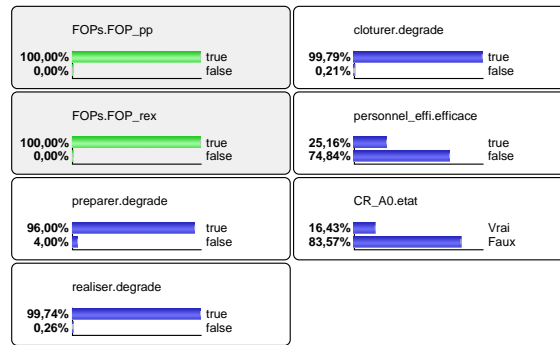 FOPs.FOP_pp
100,00% true
0,00% false
FOPs.FOP_rex
100,00% true
0,00% false
preparer.degrade
96,00% true
4,00% false
realiser.degrade
99,74% true
0,26% false
cloturer.degrade
99,79% true
0,21% false
personnel_effi.efficace
25,16% true
74,84% false
CR_A0.etat
16,43% Vrai
83,57% Faux